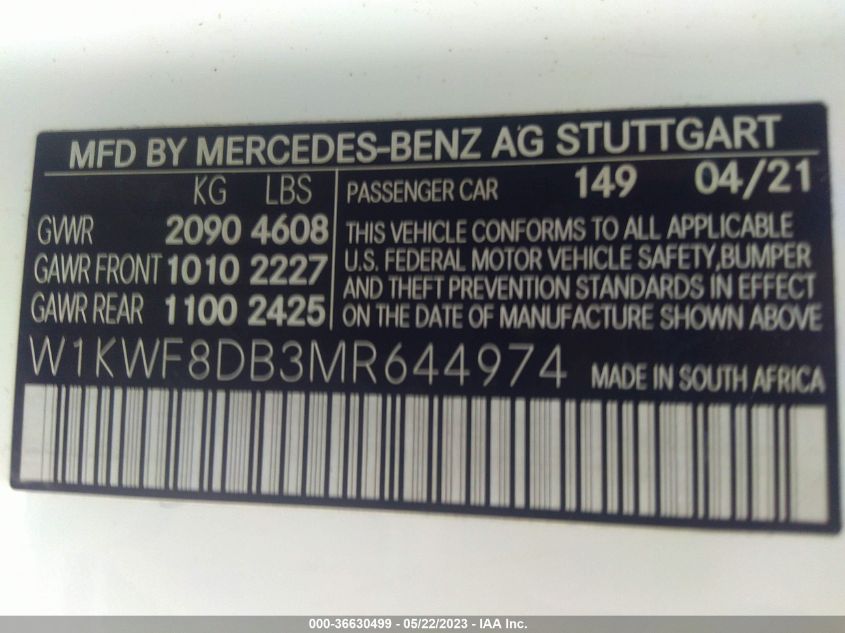 MFD BY MERCEDES-BENZ AG STUTTGART
KG LBS
GVWR 2090 4608
GAWR FRONT 1010 2227
GAWR REAR 1100 2425
PASSENGER CAR 149 04/21
THIS VEHICLE CONFORMS TO ALL APPLICABLE
U.S. FEDERAL MOTOR VEHICLE SAFETY,BUMPER
AND THEFT PREVENTION STANDARDS IN EFFECT
ON THE DATE OF MANUFACTURE SHOWN ABOVE
W1KWF8DB3MR644974 MADE IN SOUTH AFRICA
000-36630499 - 05/22/2023 - IAA Inc.